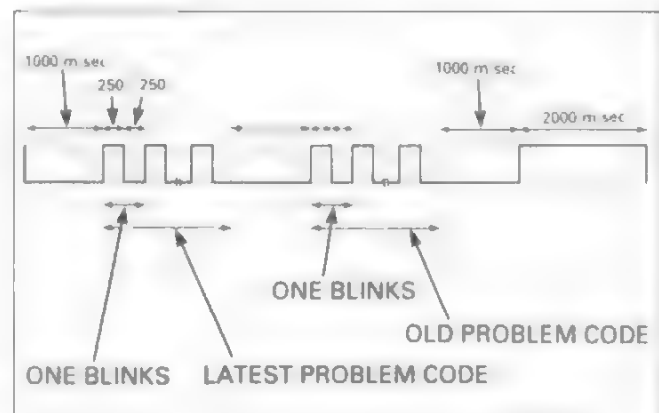 1000 m sec
1000 m sec
250 250
2000 m sec
ONE BLINKS
OLD PROBLEM CODE
ONE BLINKS LATEST PROBLEM CODE